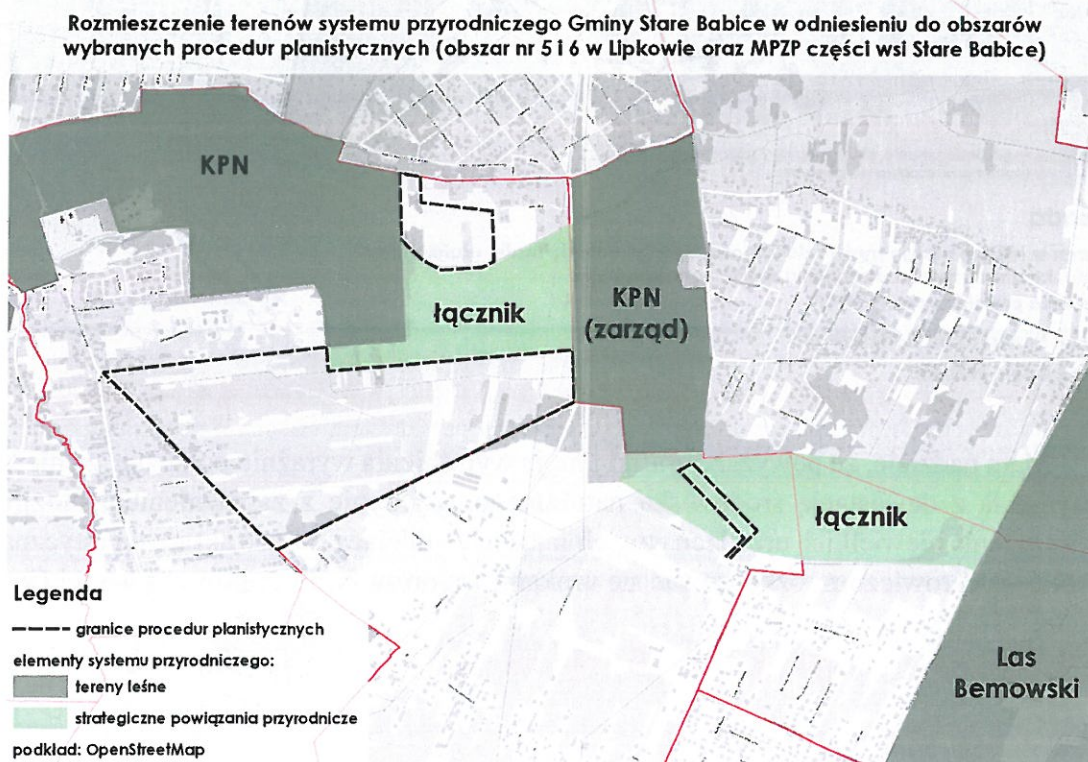 Rozmieszczenie terenów systemu przyrodniczego Gminy Stare Babice w odniesieniu do obszarów
wybranych procedur planistycznych (obszar nr 5 i 6 w Lipkowie oraz MPZP części wsi Stare Babice)
KPN
łącznik
KPN
(zarząd)
łącznik
Las
Bemowski
Legenda
granice procedur planistycznych
elementy systemu przyrodniczego:
tereny leśne
strategiczne powiązania przyrodnicze
podkład: OpenStreetMap